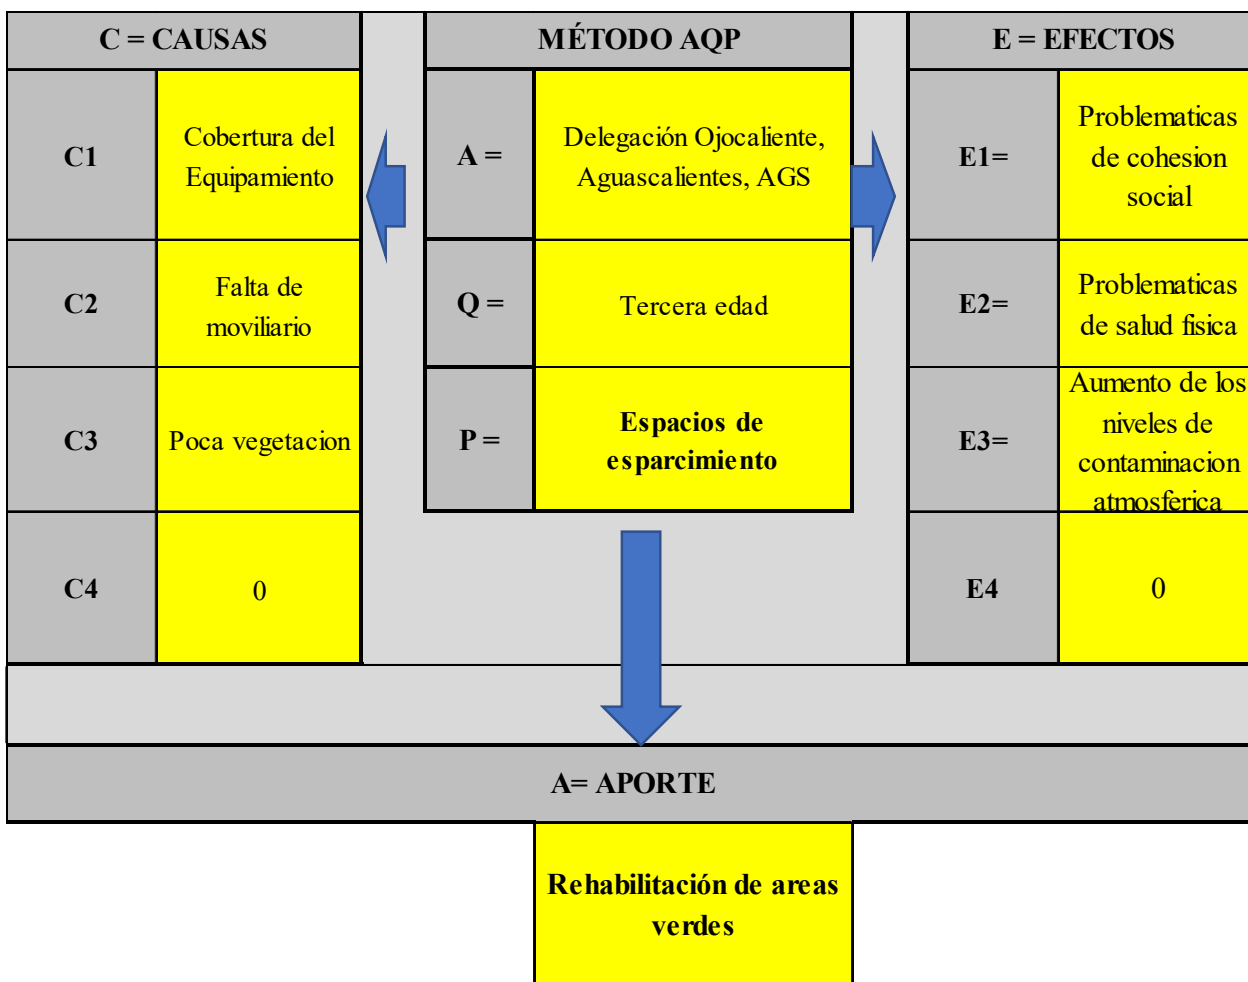 C = CAUSAS
C1
Cobertura del
Equipamiento
C2
Falta de
moviliario
C3
Poca vegetacion
C4
0
MÉTODO AQP
A =
Delegación Ojocaliente,
Aguascalientes, AGS
Q =
Tercera edad
P =
Espacios de
esparcimiento
E = EFECTOS
E1=
Problematicas
de cohesion
social
E2=
Problematicas
de salud fisica
E3=
Aumento de los
niveles de
contaminacion
atmosferica
E4
0
A= APORTE
Rehabilitación de areas
verdes